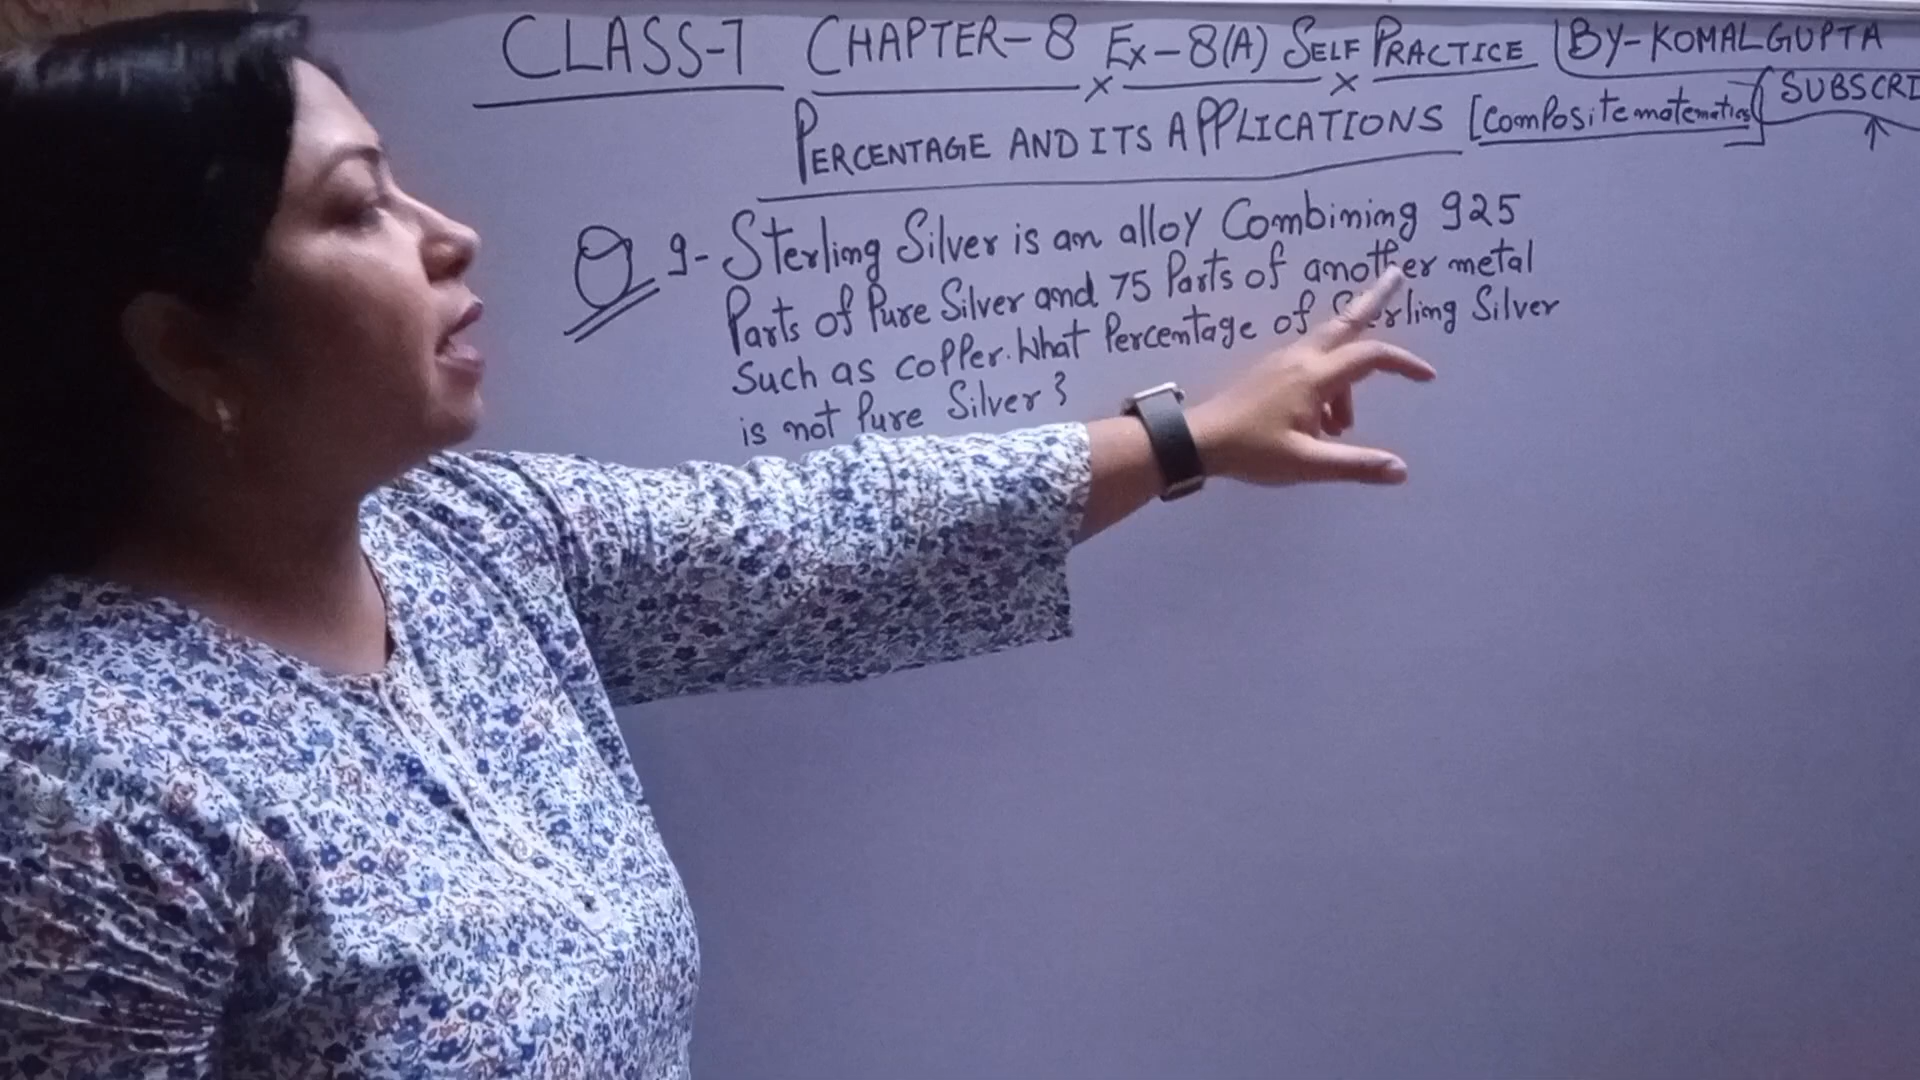 CLASS-7 CHAPTER-8 Ex-8(A) SELF PRACTICE BY-KOMAL GUPTA
PERCENTAGE AND ITS APPLICATIONS [Composite matematics] SUBSCRI
Q 9- Sterling Silver is an alloy Combining 925
Parts of Pure Silver and 75 Parts of another metal
Such as copper. What Percentage of Sterling Silver
is not Pure Silver?